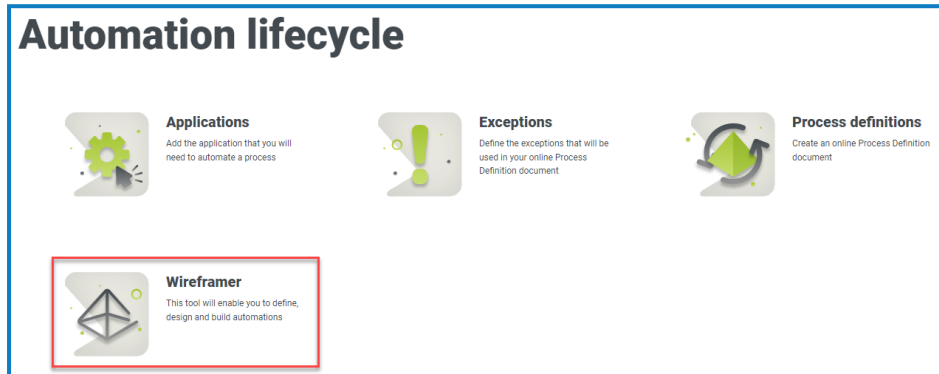 Automation lifecycle
Applications
Add the application that you will
need to automate a process
Exceptions
Define the exceptions that will be
used in your online Process
Definition document
Process definitions
Create an online Process Definition
document
Wireframer
This tool will enable you to define,
design and build automations